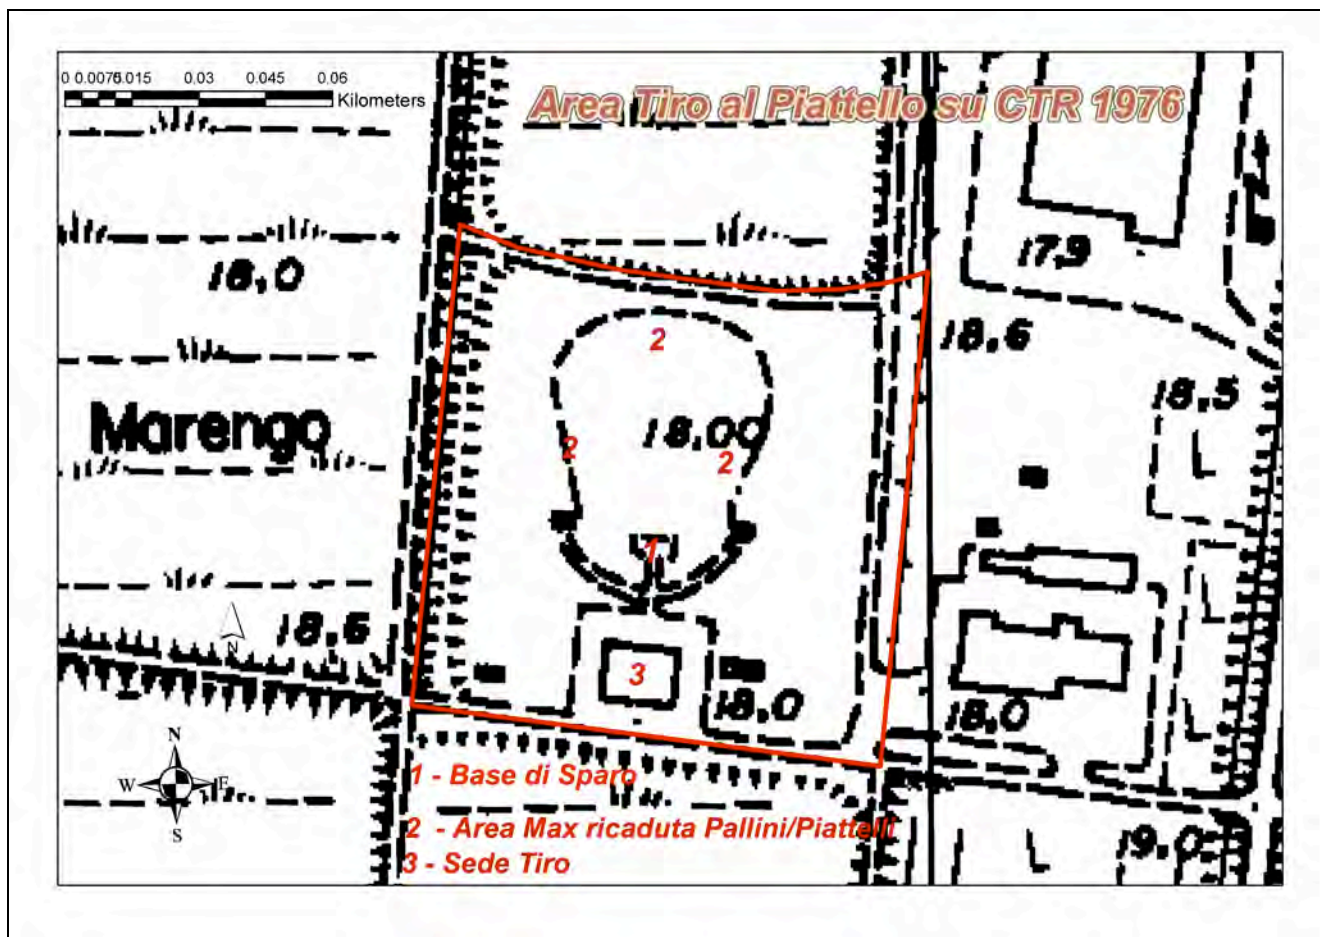 0 0.0075 0.015 0.03 0.045 0.06
Kilometers
Area Tiro al Piattello su CTR 1976
17.9
18.0
18.6
2
18.5
Marengo
18.00
2
2
1
18.6
N
3
18.0
18.0
N
W E
S
1 - Base di Sparo
2 - Area Max ricaduta Pallini/Piattelli
3 - Sede Tiro
19.0